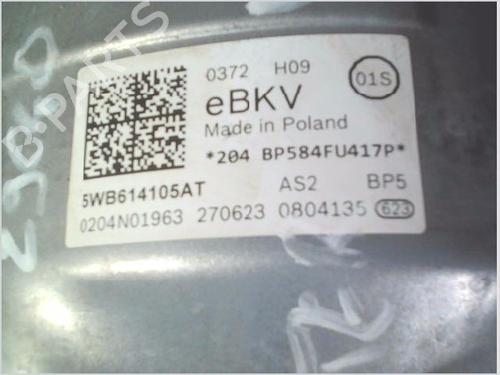 0372 H09
01S
eBKV
Made in Poland
*204 BP584FU417P*
5WB614105AT AS2 BP5
0204N01963 270623 0804135 623
B-PARTS